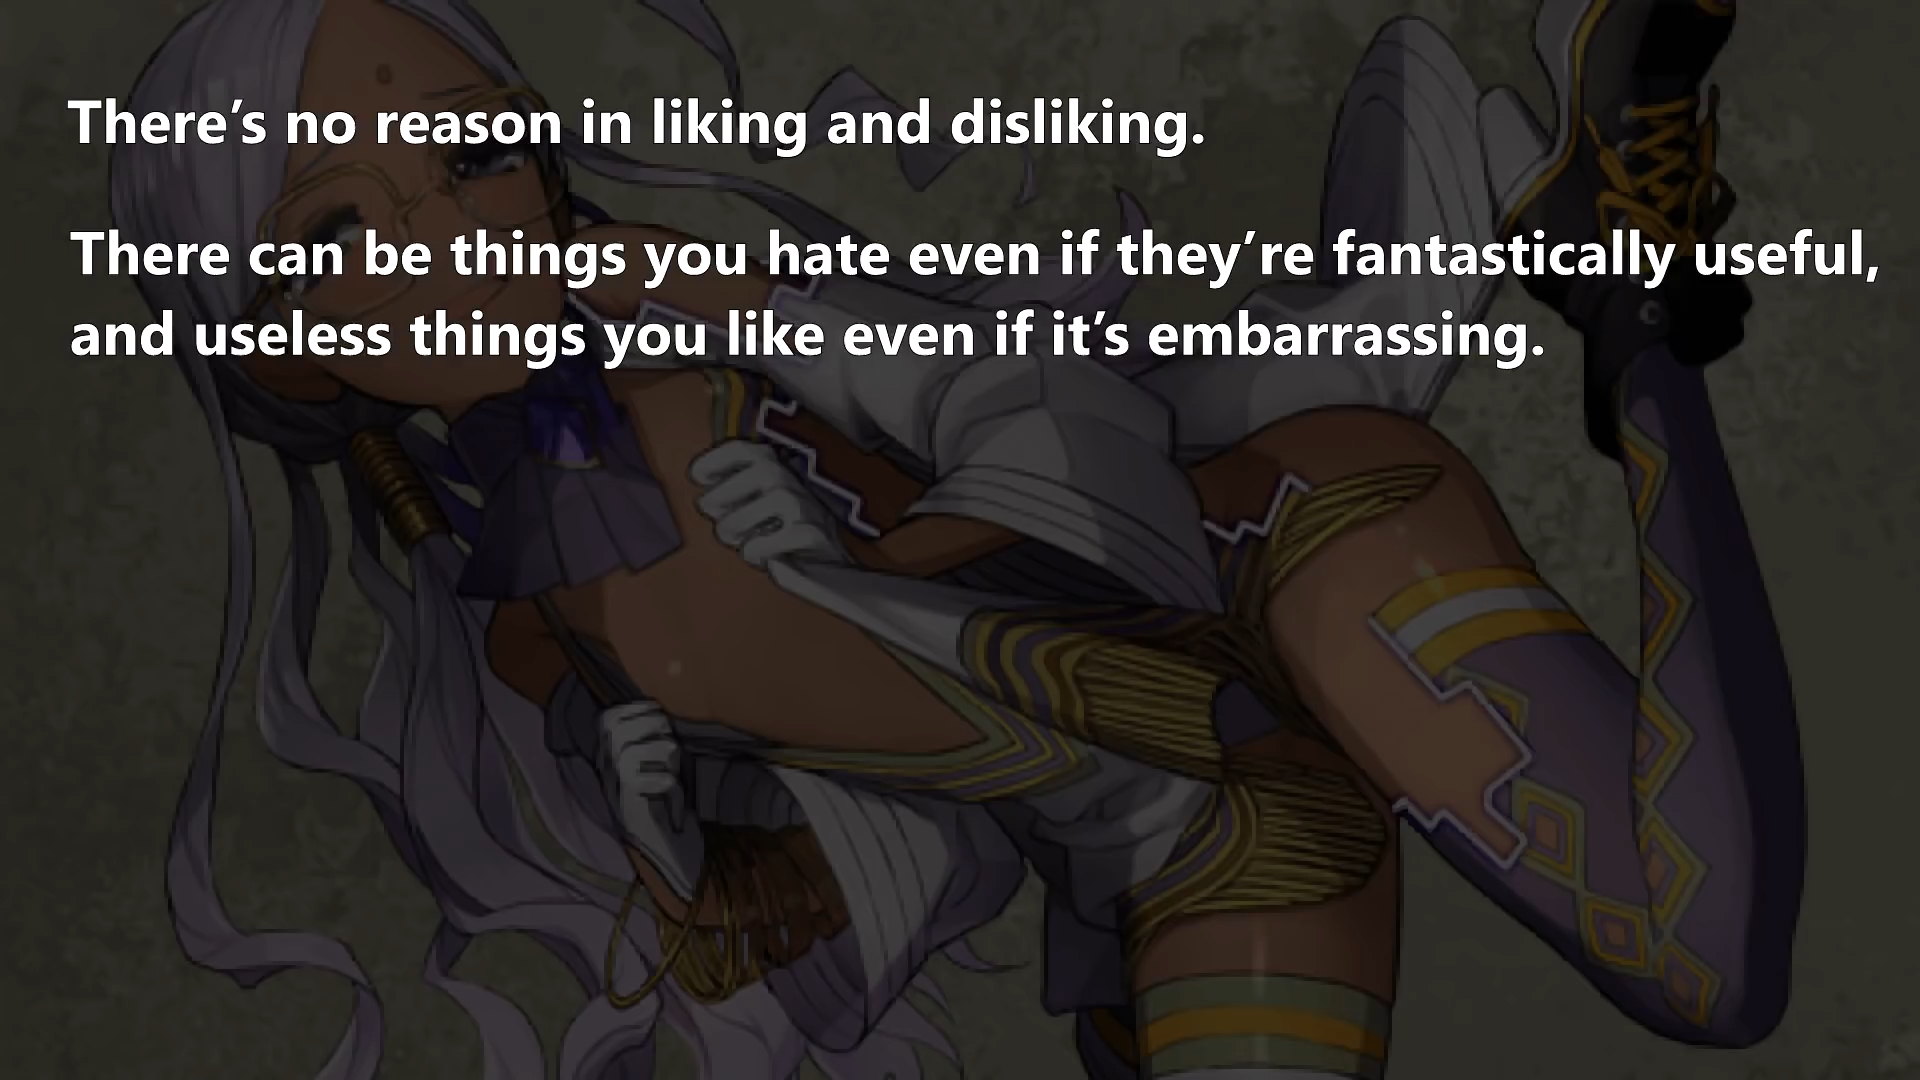 There’s no reason in liking and disliking.
There can be things you hate even if they’re fantastically useful,
and useless things you like even if it’s embarrassing.